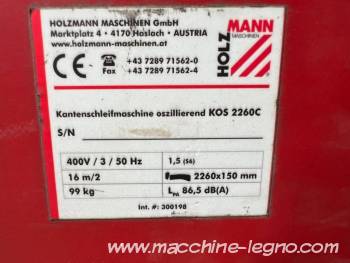 HOLZMANN MASCHINEN GmbH
Marktplatz 4 • 4170 Haslach • AUSTRIA
www.holzmann-maschinen.at
CE
+43 7289 71562-0
Fax +43 7289 71562-4
HOLZ
MANN
MASCHINEN
Kantenschleifmaschine oszillierend KOS 2260C
S/N
400V / 3 / 50 Hz
1,5 (S6)
16 m/2
2260x150 mm
99 kg
LPA 86,5 dB(A)
Int. #: 300198
www.macchine-legno.com